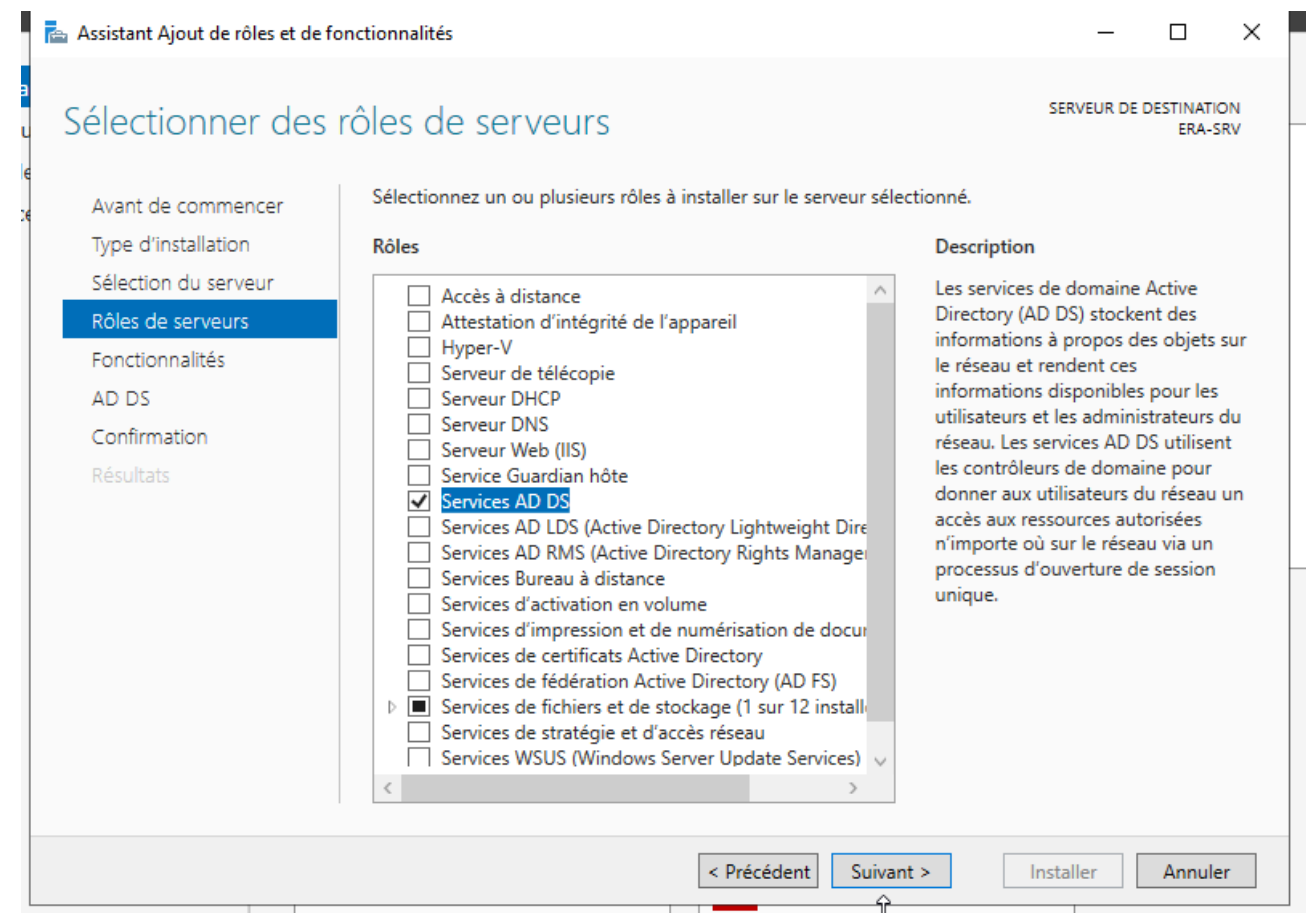 Assistant Ajout de rôles et de fonctionnalités
Sélectionner des rôles de serveurs
SERVEUR DE DESTINATION
ERA-SRV
Avant de commencer
Type d'installation
Sélection du serveur
Rôles de serveurs
Fonctionnalités
AD DS
Confirmation
Résultats
Sélectionnez un ou plusieurs rôles à installer sur le serveur sélectionné.
Rôles
Accès à distance
Attestation d'intégrité de l'appareil
Hyper-V
Serveur de télécopie
Serveur DHCP
Serveur DNS
Serveur Web (IIS)
Service Guardian hôte
Services AD DS
Services AD LDS (Active Directory Lightweight Dire
Services AD RMS (Active Directory Rights Manager
Services Bureau à distance
Services d'activation en volume
Services d'impression et de numérisation de docur
Services de certificats Active Directory
Services de fédération Active Directory (AD FS)
Services de fichiers et de stockage (1 sur 12 install
Services de stratégie et d'accès réseau
Services WSUS (Windows Server Update Services)
Description
Les services de domaine Active
Directory (AD DS) stockent des
informations à propos des objets sur
le réseau et rendent ces
informations disponibles pour les
utilisateurs et les administrateurs du
réseau. Les services AD DS utilisent
les contrôleurs de domaine pour
donner aux utilisateurs du réseau un
accès aux ressources autorisées
n'importe où sur le réseau via un
processus d'ouverture de session
unique.
< Précédent
Suivant >
Installer
Annuler